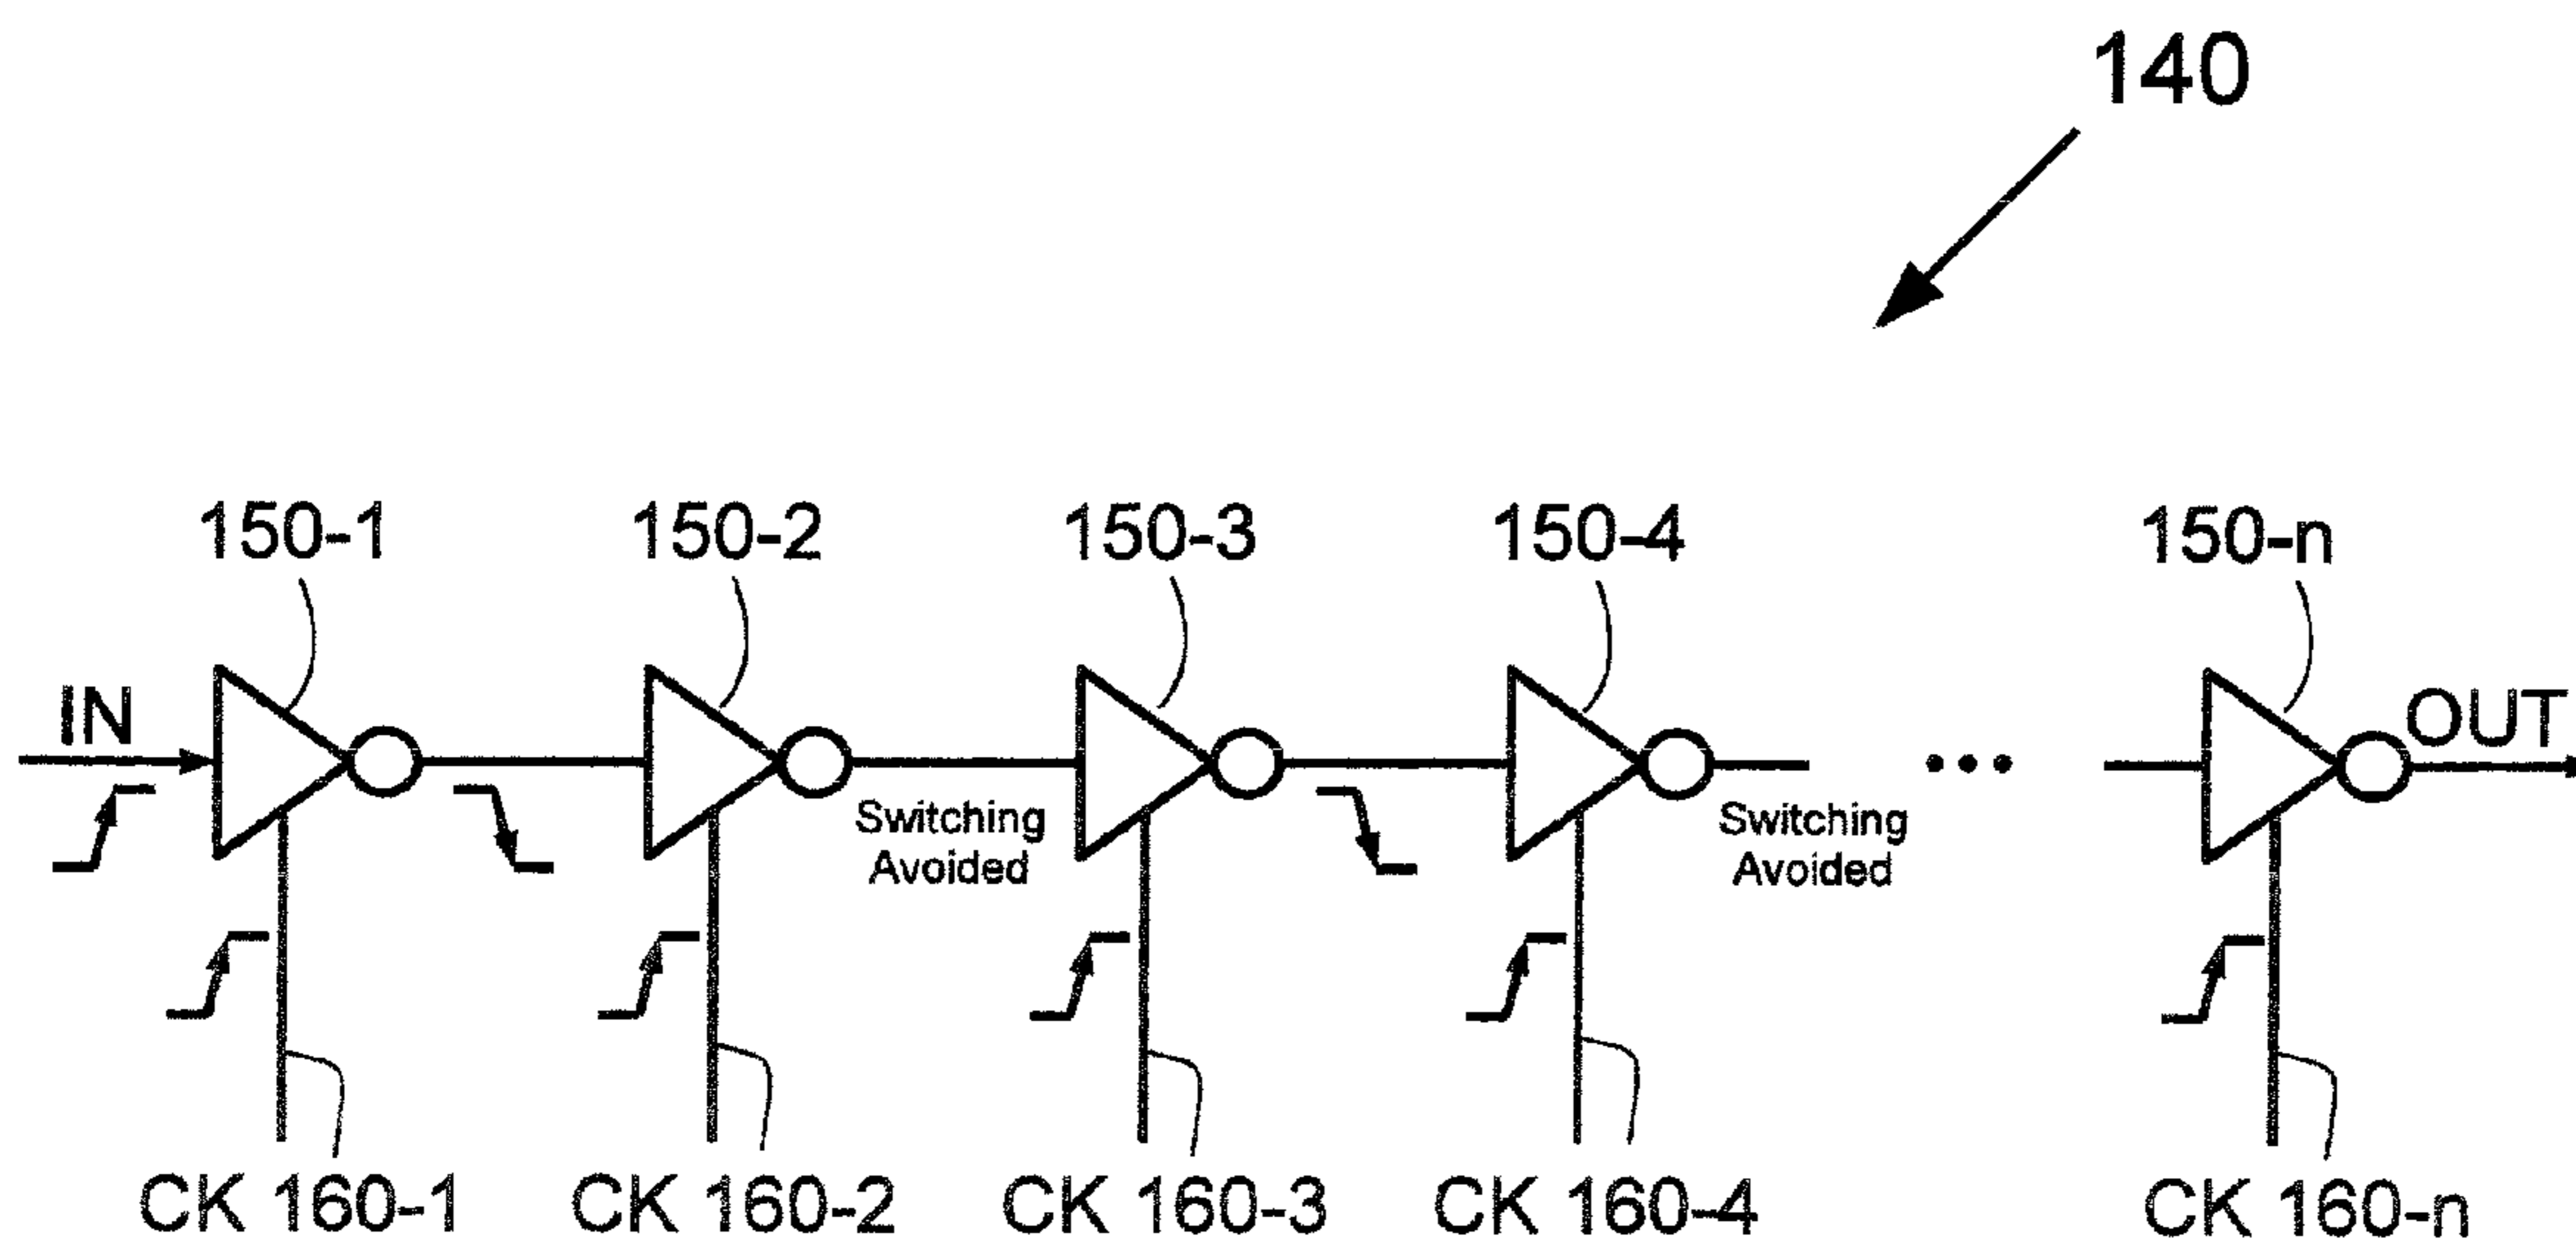 140
150-1 150-2 150-3 150-4 150-n
IN OUT
Switching Avoided
Switching Avoided
CK 160-1 CK 160-2 CK 160-3 CK 160-4 CK 160-n